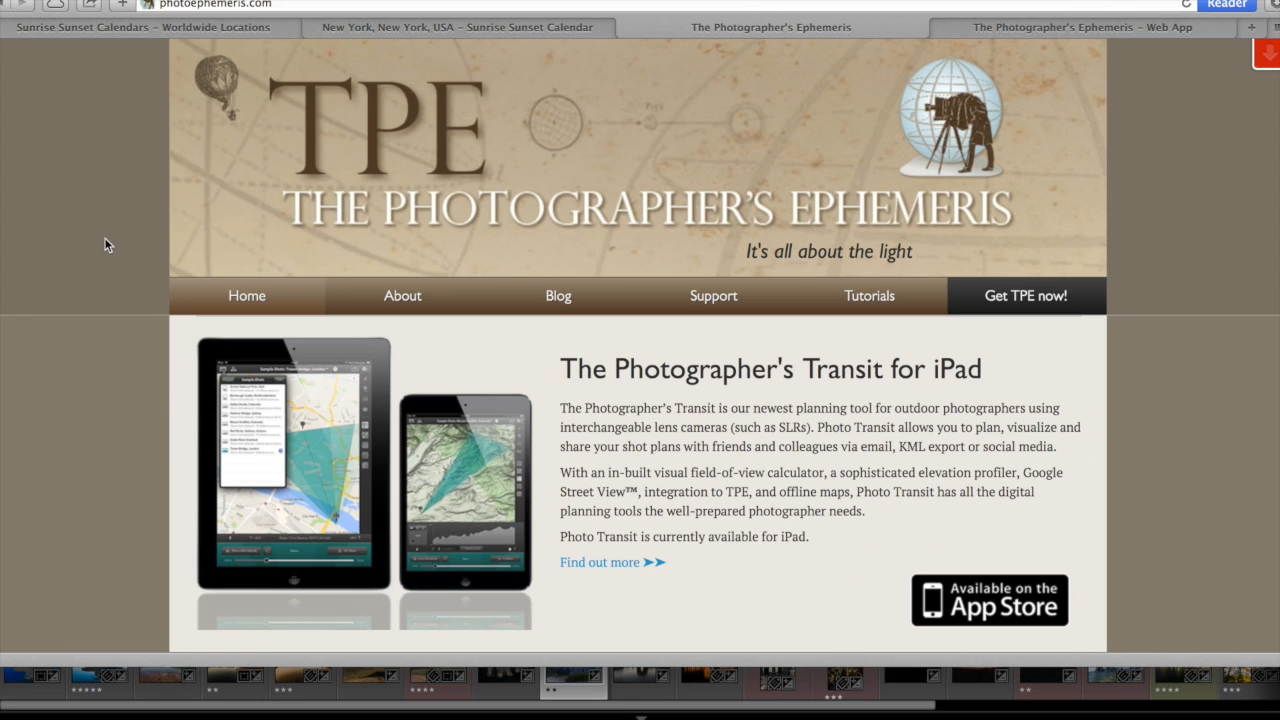 photoephemeris.com
Reader
Sunrise Sunset Calendars – Worldwide Locations
New York, New York, USA – Sunrise Sunset Calendar
The Photographer's Ephemeris
The Photographer's Ephemeris – Web App
TPE
THE PHOTOGRAPHER'S EPHEMERIS
It's all about the light
Home
About
Blog
Support
Tutorials
Get TPE now!
The Photographer's Transit for iPad
The Photographer's Transit is our newest planning tool for outdoor photographers using
interchangeable lens cameras (such as SLRs). Photo Transit allows you to plan, visualize and
share your shot plans with friends and colleagues via email, KML export or social media.
With an in-built visual field-of-view calculator, a sophisticated elevation profiler, Google
Street View™, integration to TPE, and offline maps, Photo Transit has all the digital
planning tools the well-prepared photographer needs.
Photo Transit is currently available for iPad.
Find out more ➤➤
Available on the
App Store